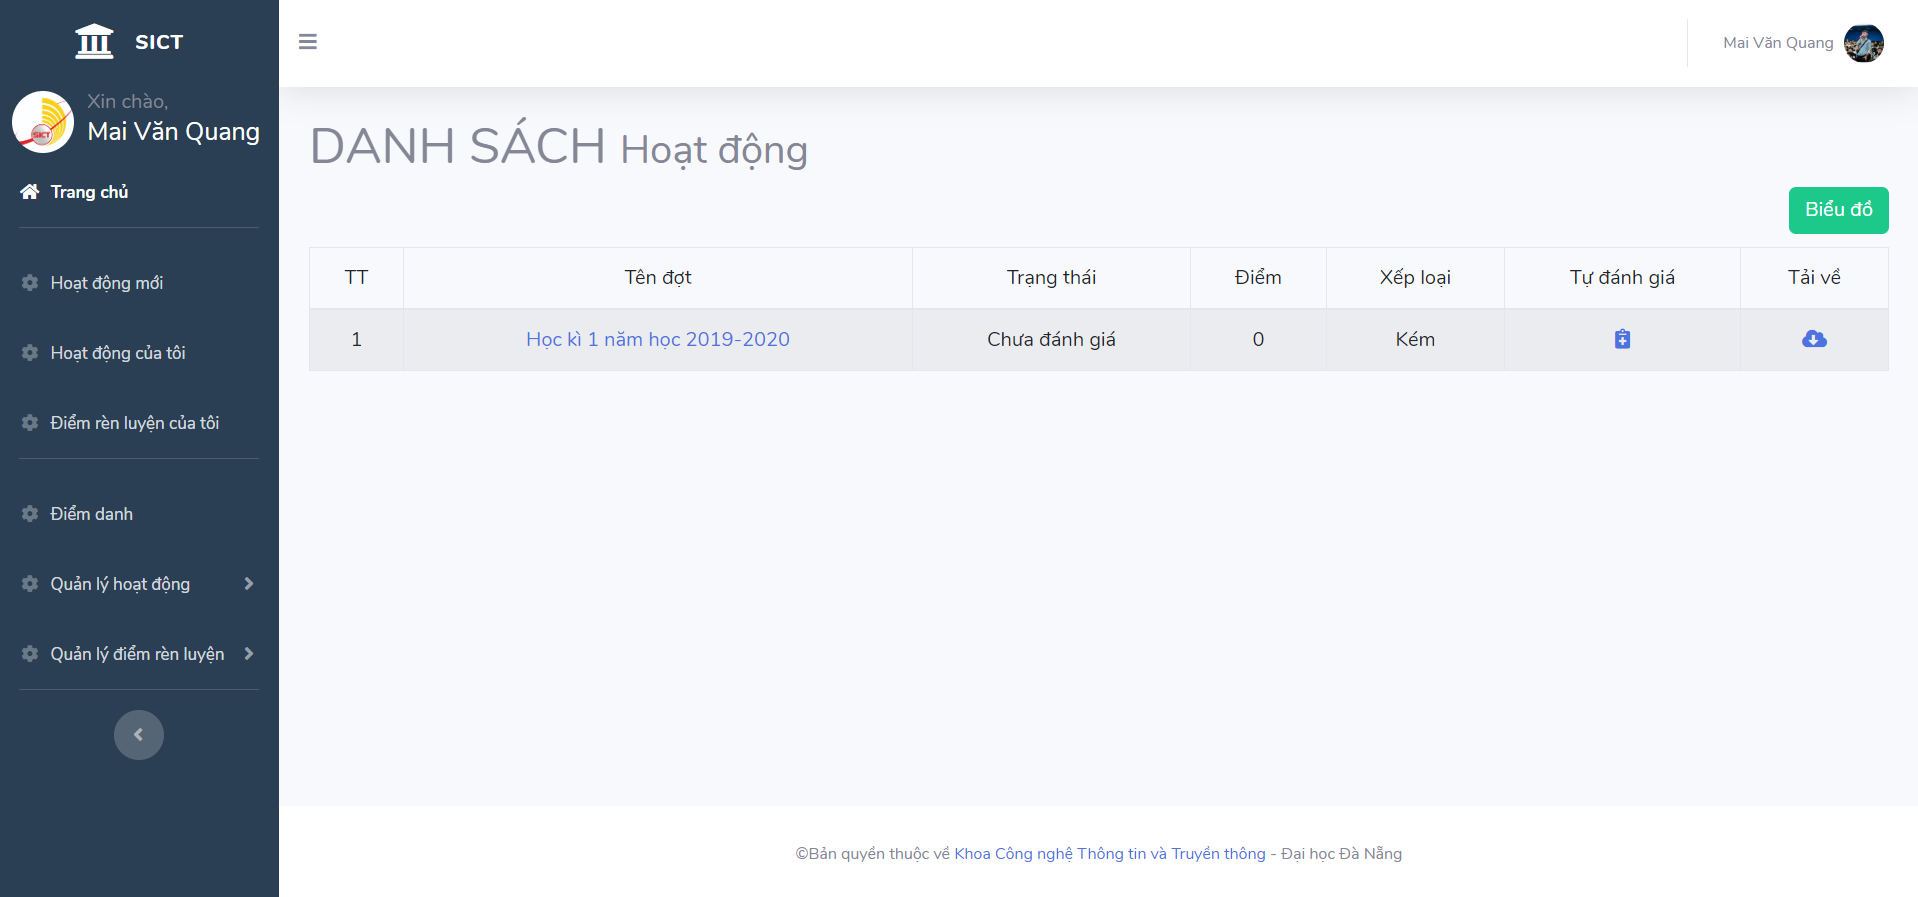 SICT
Xin chào,
Mai Văn Quang
Trang chủ
Hoạt động mới
Hoạt động của tôi
Điểm rèn luyện của tôi
Điểm danh
Quản lý hoạt động
Quản lý điểm rèn luyện
Mai Văn Quang
DANH SÁCH Hoạt động
Biểu đồ
TT Tên đợt Trạng thái Điểm Xếp loại Tự đánh giá Tải về
1 Học kì 1 năm học 2019-2020 Chưa đánh giá 0 Kém
©Bản quyền thuộc về Khoa Công nghệ Thông tin và Truyền thông - Đại học Đà Nẵng